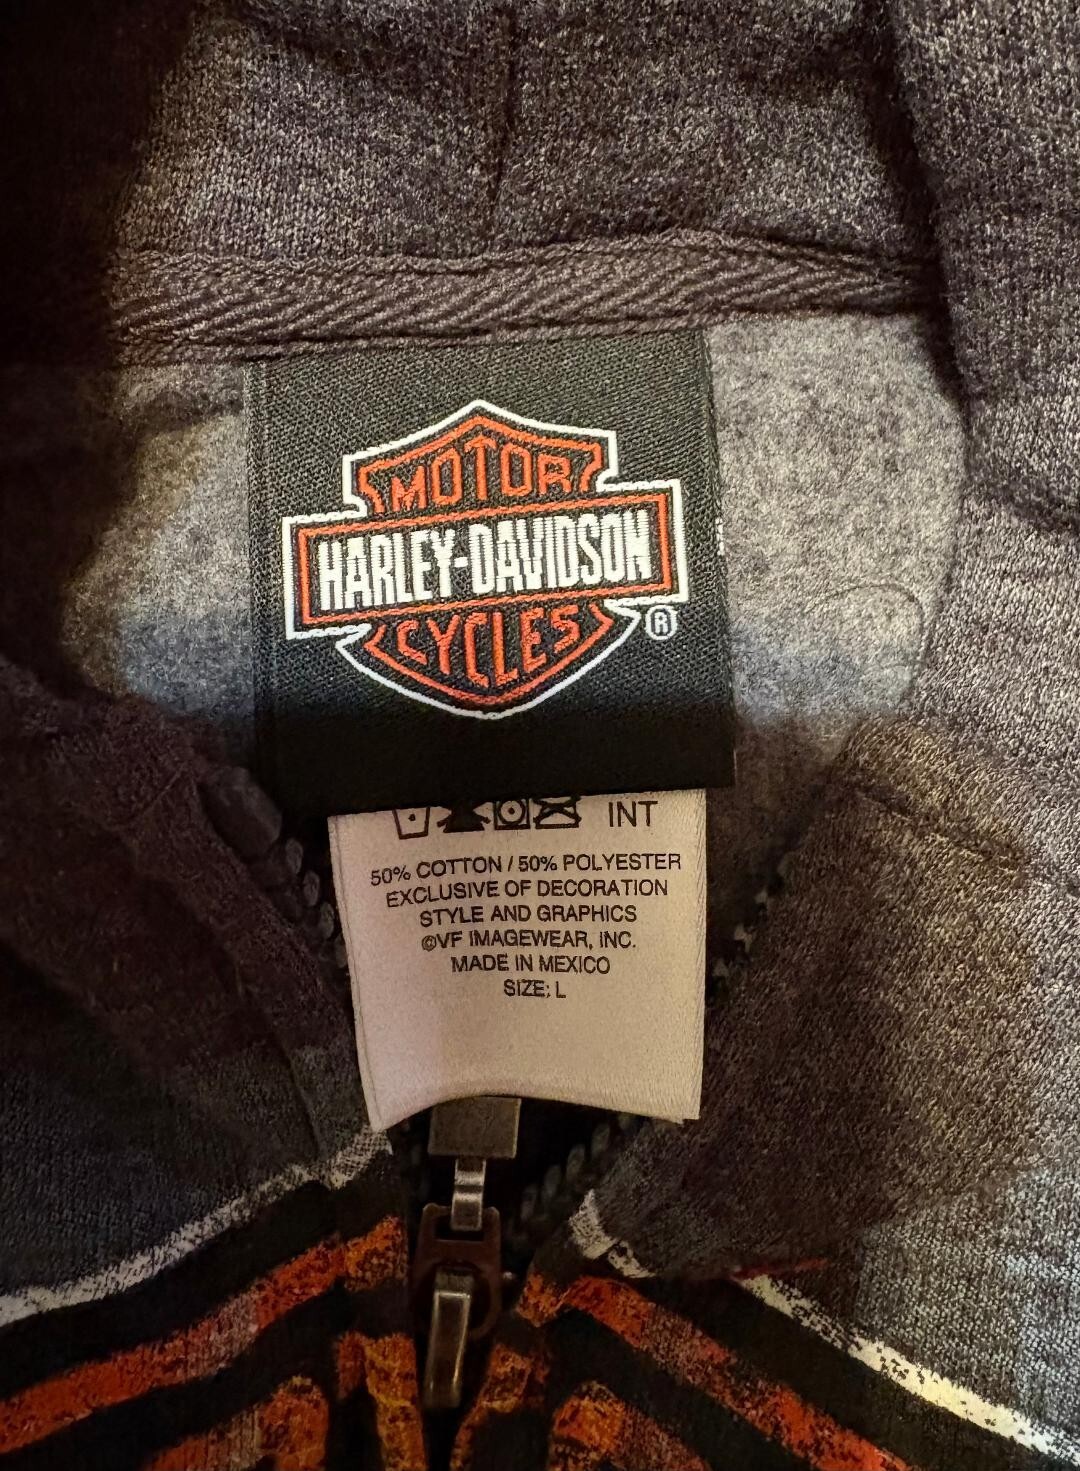 MOTOR
HARLEY-DAVIDSON
CYCLES
®
INT
50% COTTON / 50% POLYESTER
EXCLUSIVE OF DECORATION
STYLE AND GRAPHICS
©VF IMAGEWEAR, INC.
MADE IN MEXICO
SIZE: L